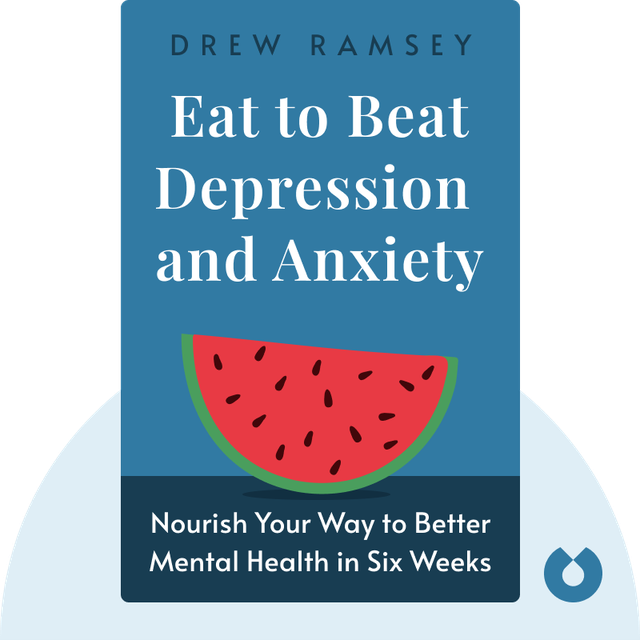 DREW RAMSEY
Eat to Beat
Depression
and Anxiety
Nourish Your Way to Better
Mental Health in Six Weeks